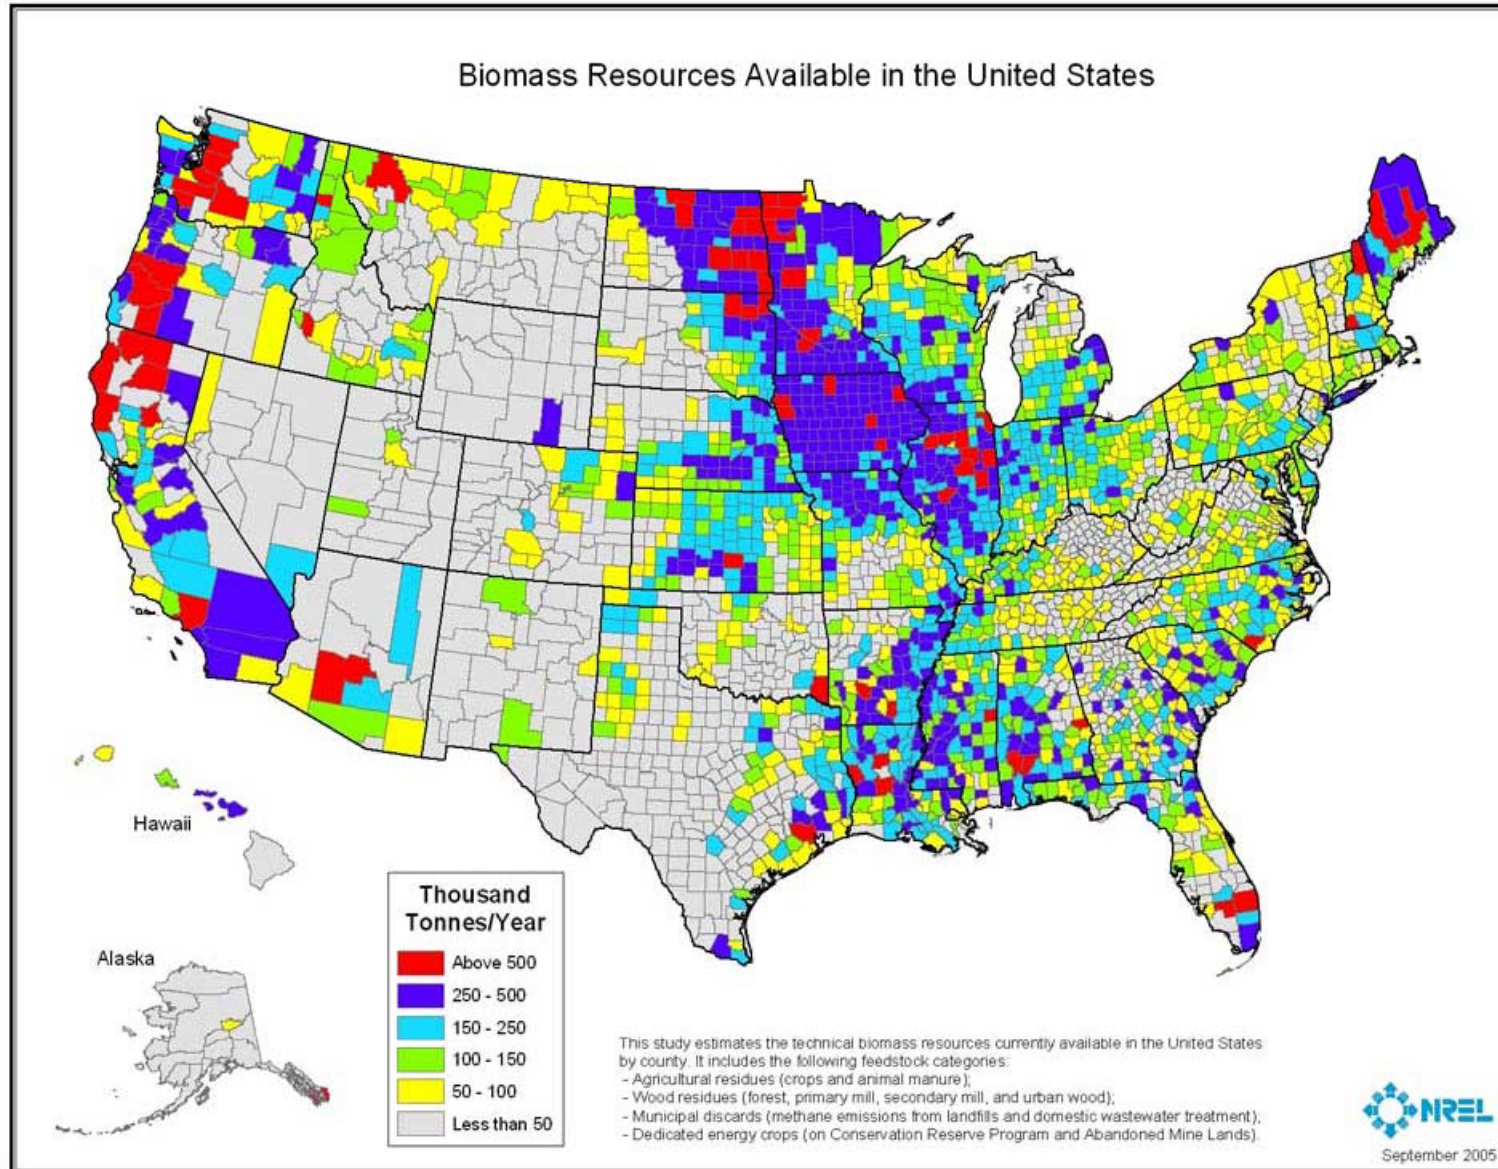 Biomass Resources Available in the United States
Hawaii
Alaska
Thousand
Tonnes/Year
Above 500
250 - 500
150 - 250
100 - 150
50 - 100
Less than 50
This study estimates the technical biomass resources currently available in the United States
by county. It includes the following feedstock categories:
- Agricultural residues (crops and animal manure);
- Wood residues (forest, primary mill, secondary mill, and urban wood);
- Municipal discards (methane emissions from landfills and domestic wastewater treatment);
- Dedicated energy crops (on Conservation Reserve Program and Abandoned Mine Lands).
NREL
September 2005